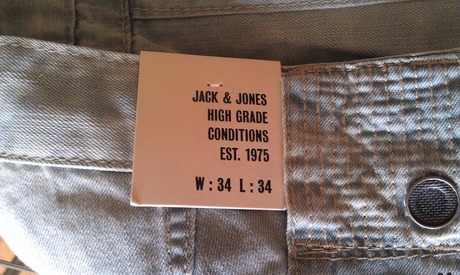 JACK & JONES
HIGH GRADE
CONDITIONS
EST. 1975
W : 34 L : 34